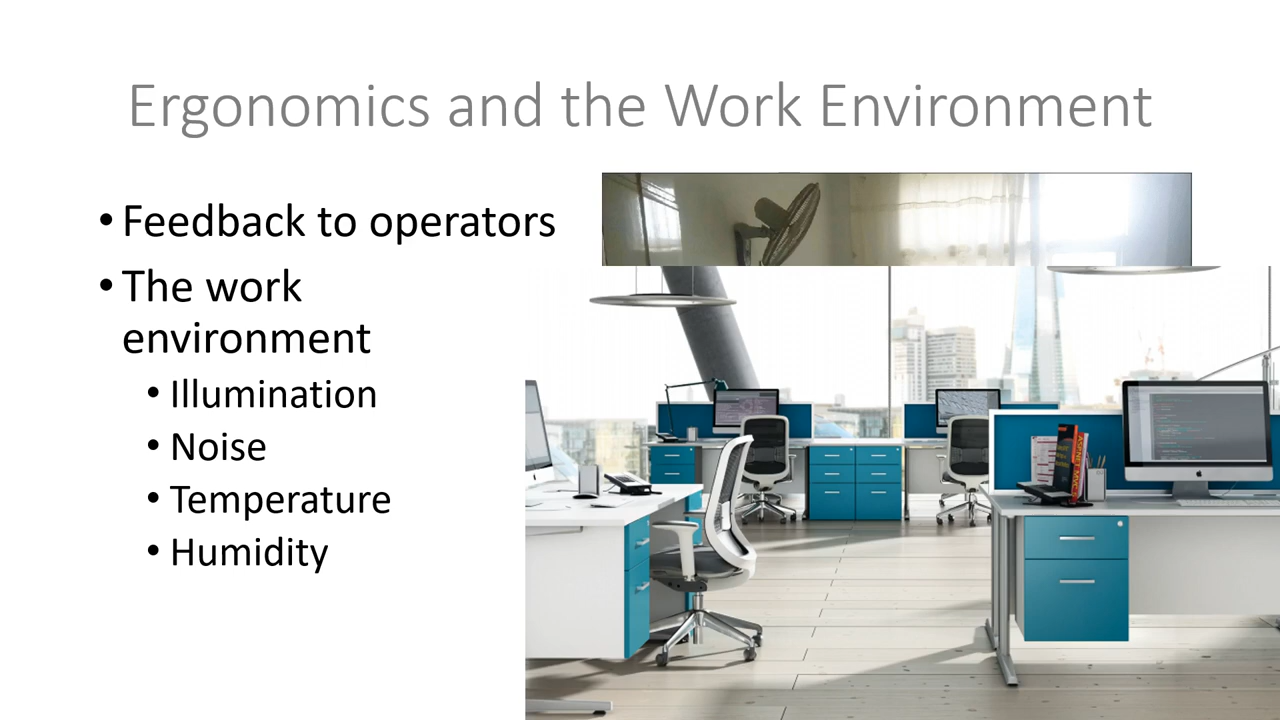 Ergonomics and the Work Environment
• Feedback to operators
• The work
environment
• Illumination
• Noise
• Temperature
• Humidity